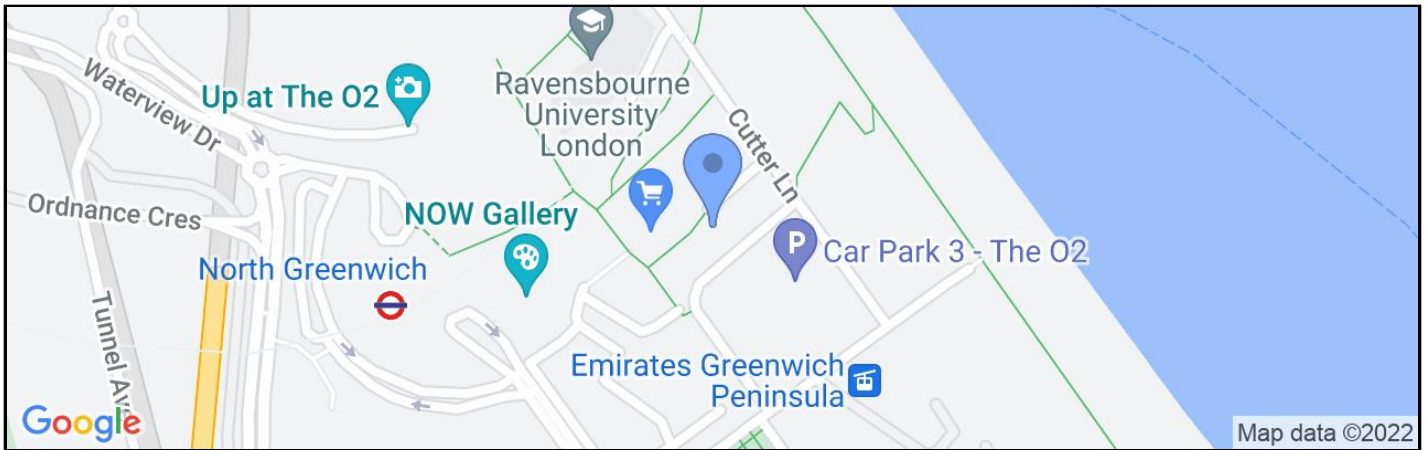 Ravensbourne
University
London
Waterview Dr
Up at The O2
Cutter Ln
Ordnance Cres
NOW Gallery
P
Car Park 3 - The O2
North Greenwich
Tunnel Av
Emirates Greenwich
Peninsula
Google
Map data ©2022